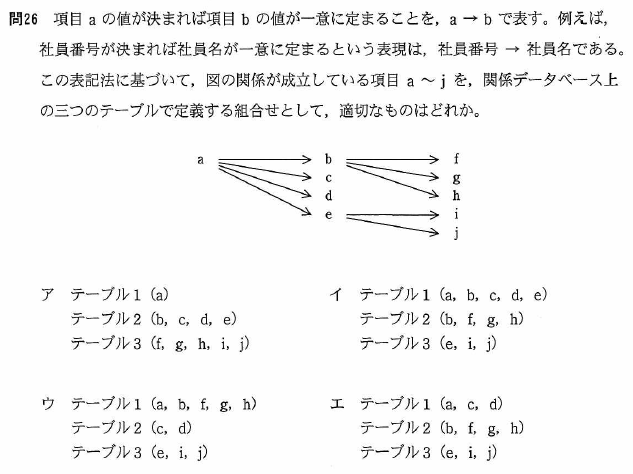 問26 項目 a の値が決まれば項目 b の値が一意に定まることを，a → b で表す。例えば，
社員番号が決まれば社員名が一意に定まるという表現は，社員番号 → 社員名である。
この表記法に基づいて，図の関係が成立している項目 a ～ j を，関係データベース上
の三つのテーブルで定義する組合せとして，適切なものはどれか。
a b f
c g
d h
e i
j
ア テーブル1 (a)
テーブル2 (b, c, d, e)
テーブル3 (f, g, h, i, j)
イ テーブル1 (a, b, c, d, e)
テーブル2 (b, f, g, h)
テーブル3 (e, i, j)
ウ テーブル1 (a, b, f, g, h)
テーブル2 (c, d)
テーブル3 (e, i, j)
エ テーブル1 (a, c, d)
テーブル2 (b, f, g, h)
テーブル3 (e, i, j)